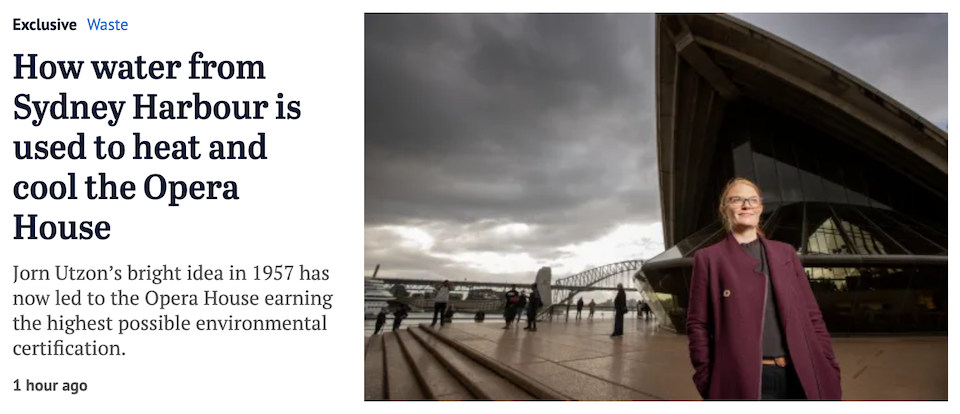 Exclusive Waste
How water from
Sydney Harbour is
used to heat and
cool the Opera
House
Jorn Utzon’s bright idea in 1957 has
now led to the Opera House earning
the highest possible environmental
certification.
1 hour ago